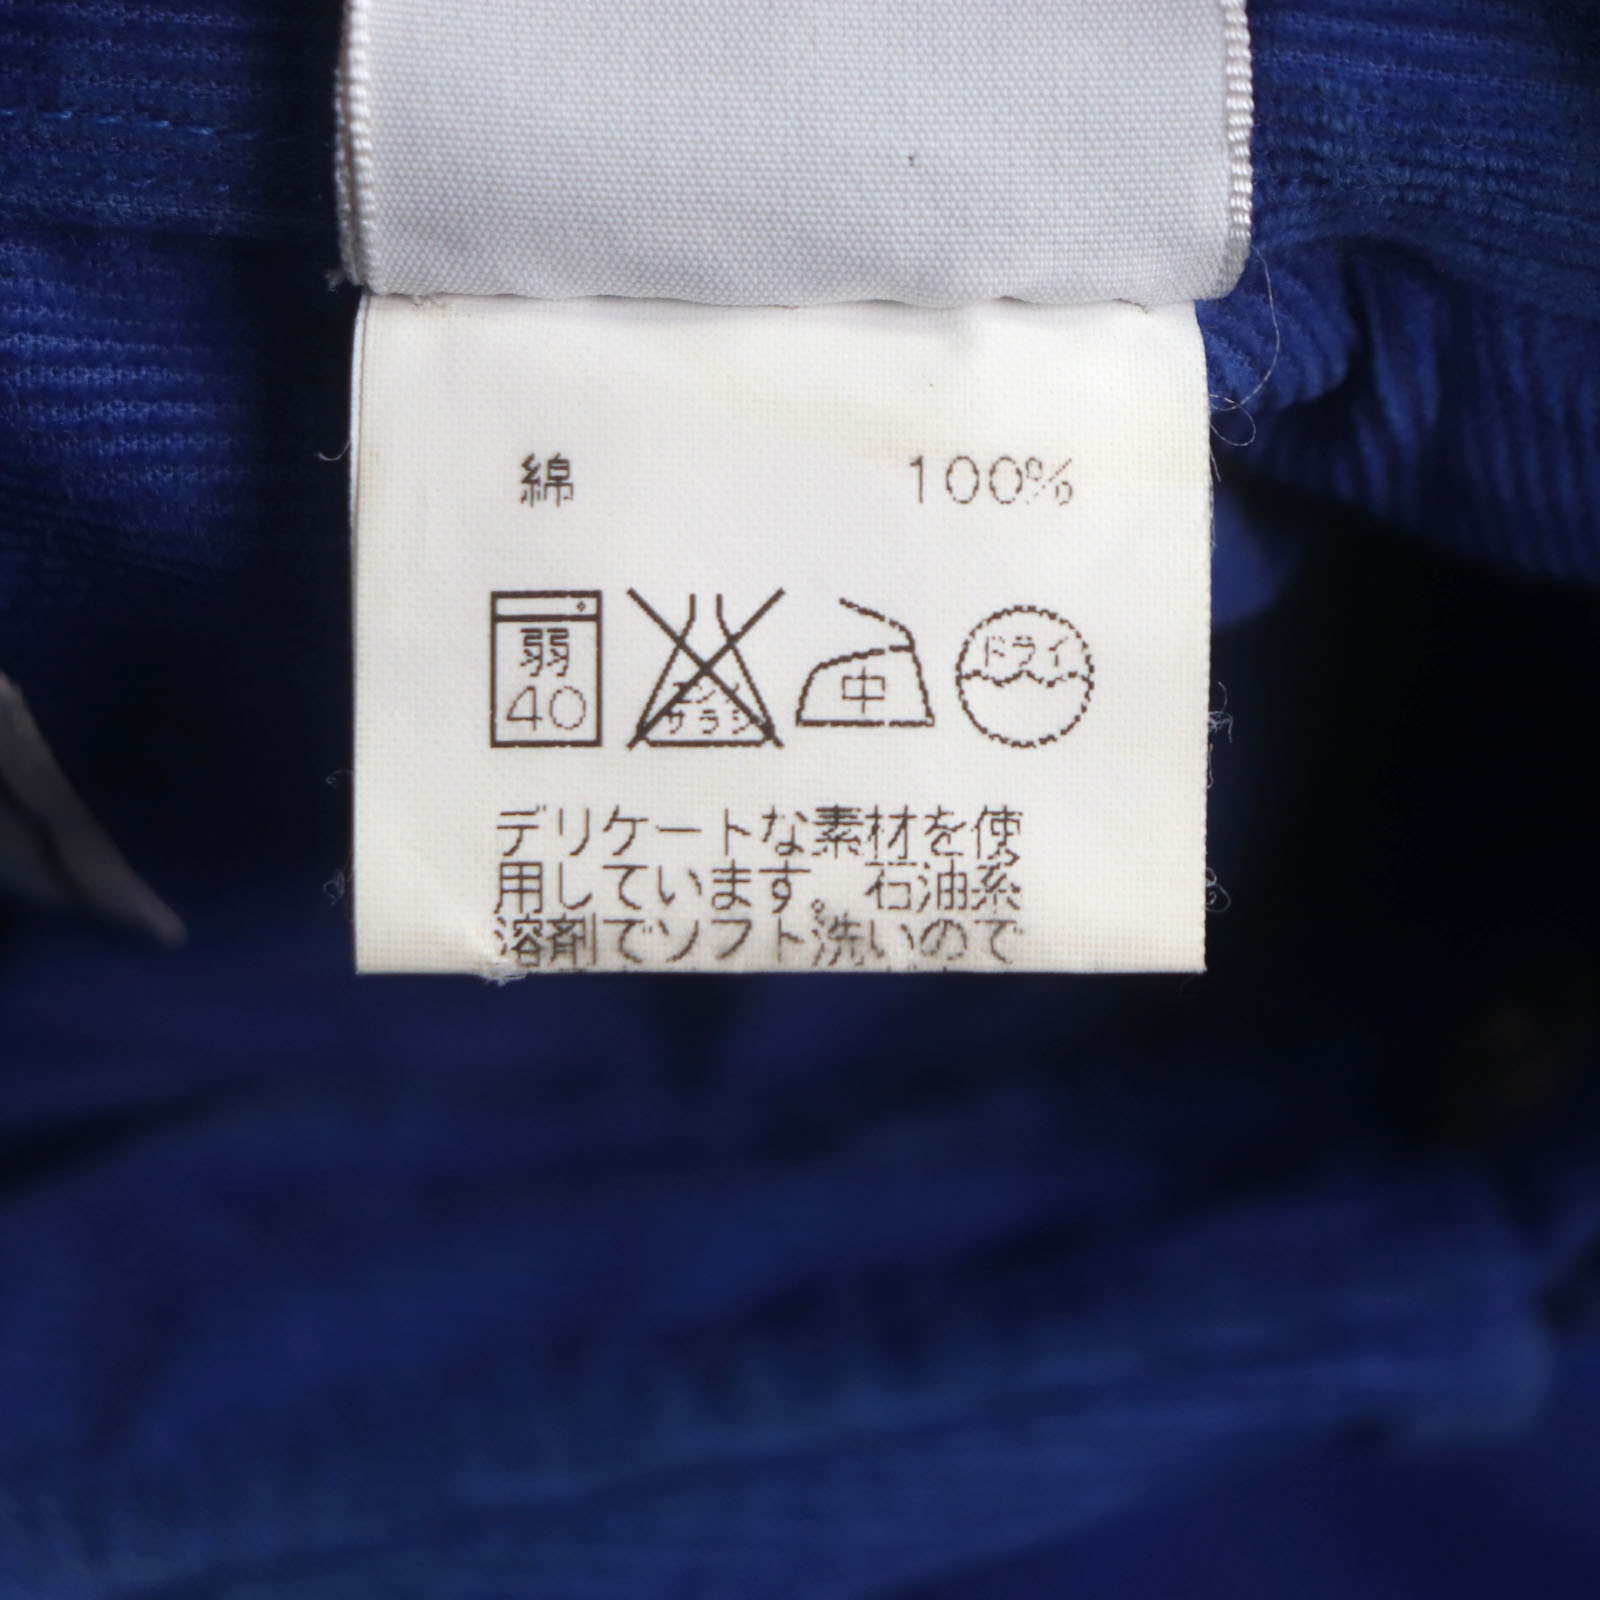 綿 100%
弱 40 エンソサラシ 中 ドライ
デリケートな素材を使
用しています。石油系
溶剤でソフト洗いので